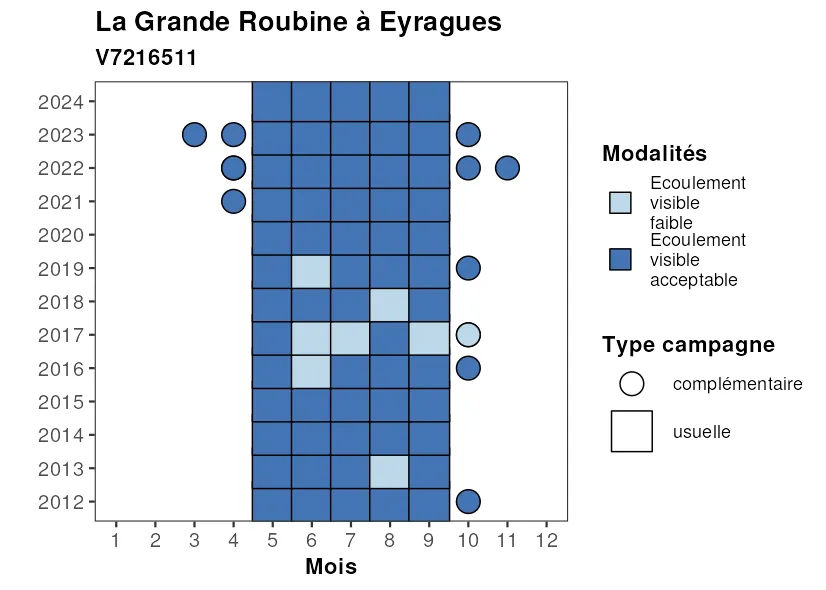 La Grande Roubine à Eyragues
V7216511
2024
2023
2022
2021
2020
2019
2018
2017
2016
2015
2014
2013
2012
1 2 3 4 5 6 7 8 9 10 11 12
Mois
Modalités
Ecoulement
visible
faible
Ecoulement
visible
acceptable
Type campagne
complémentaire
usuelle